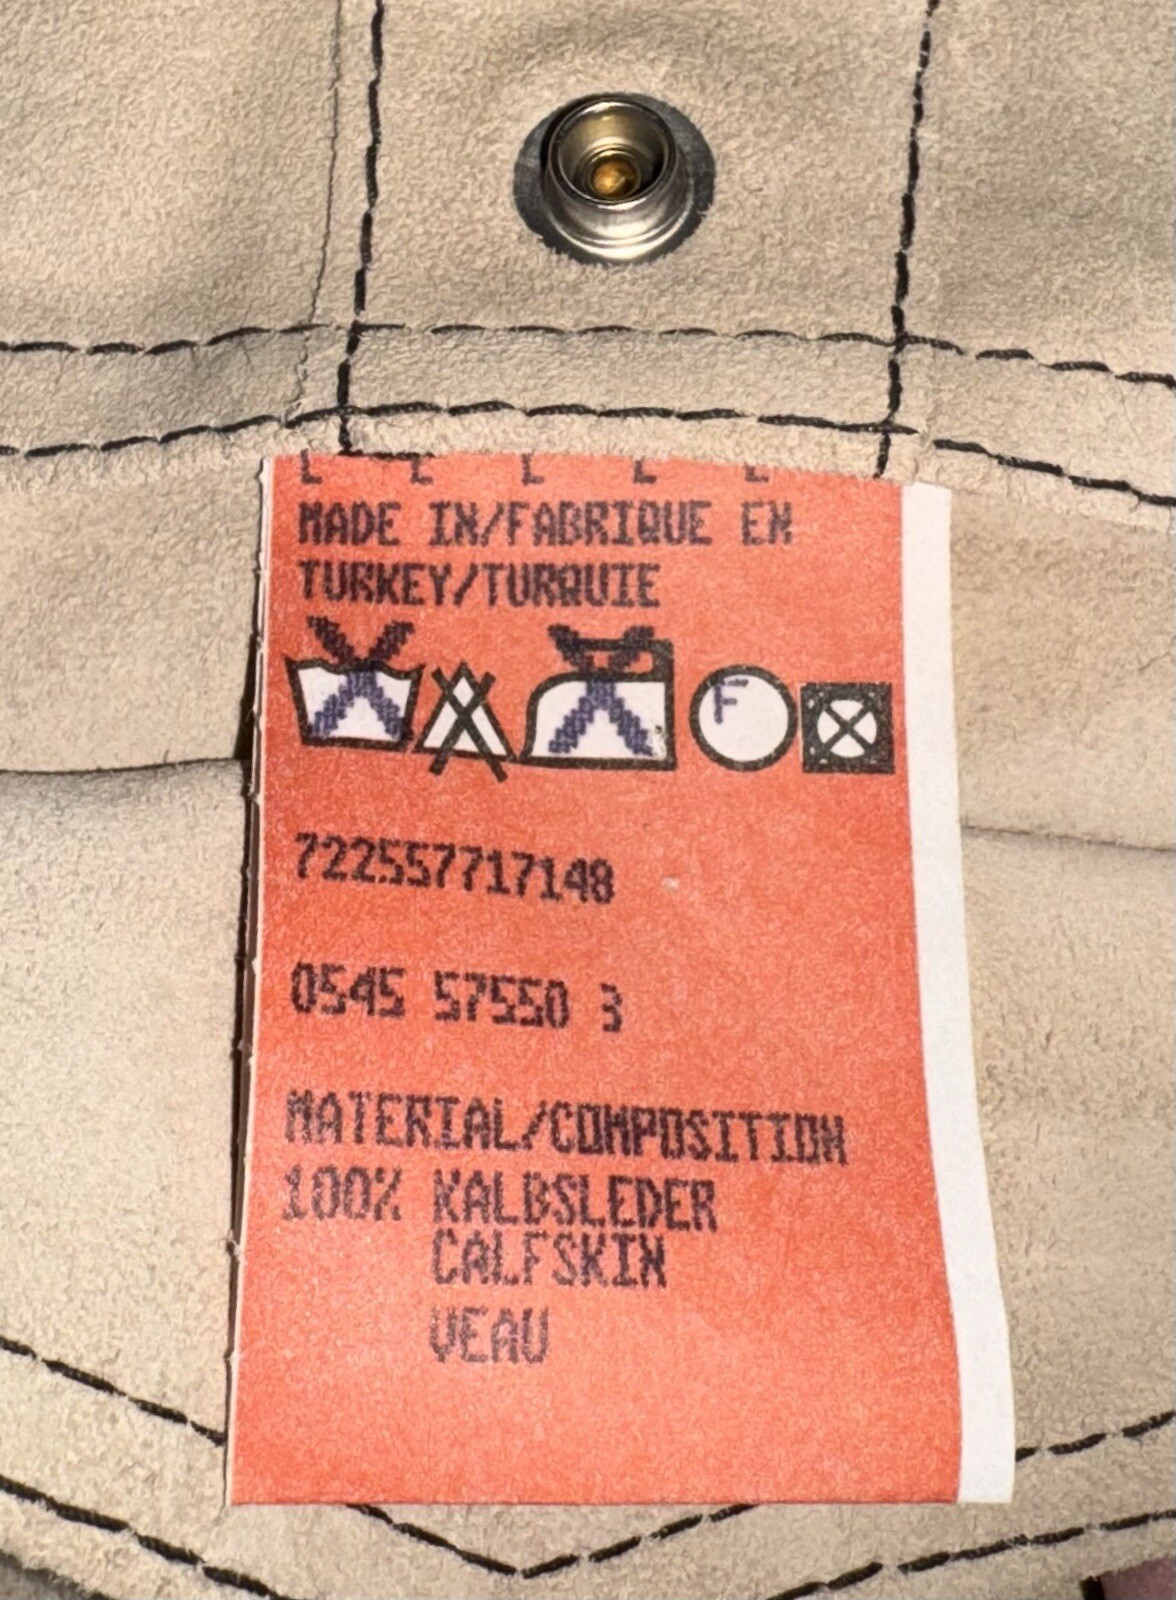 L L L L L
MADE IN/FABRIQUE EN
TURKEY/TURQUIE
F
722557717148
0545 57550 3
MATERIAL/COMPOSITION
100% KALBSLEDER
CALFSKIN
VEAU